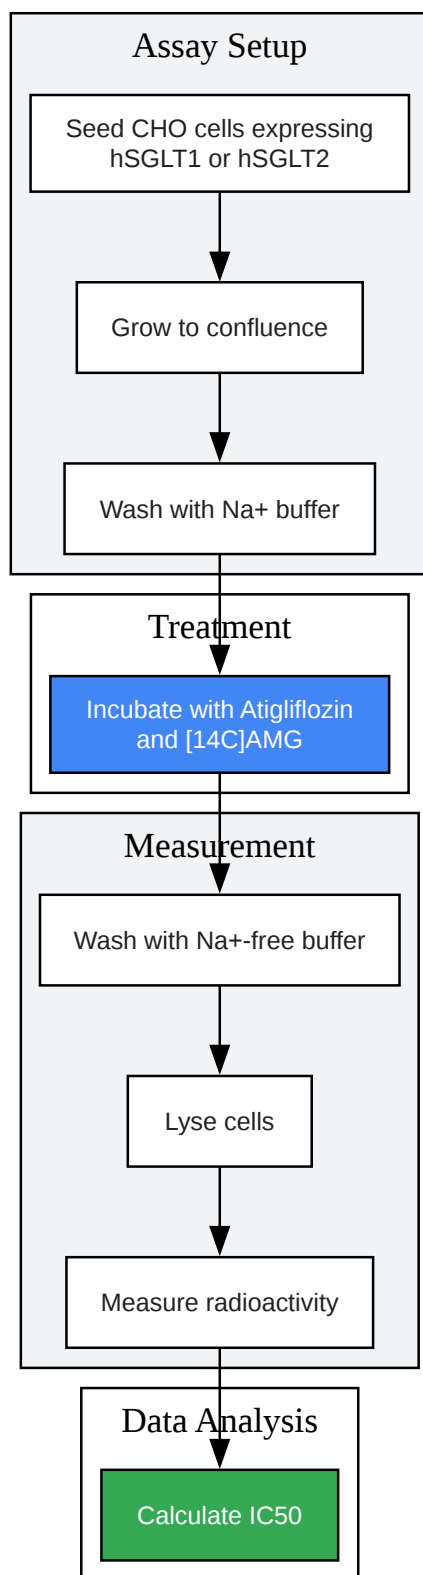 Assay Setup
Seed CHO cells expressing
hSGLT1 or hSGLT2
Grow to confluence
Wash with Na+ buffer
Treatment
Incubate with Atigliflozin
and [14C]AMG
Measurement
Wash with Na+-free buffer
Lyse cells
Measure radioactivity
Data Analysis
Calculate IC50